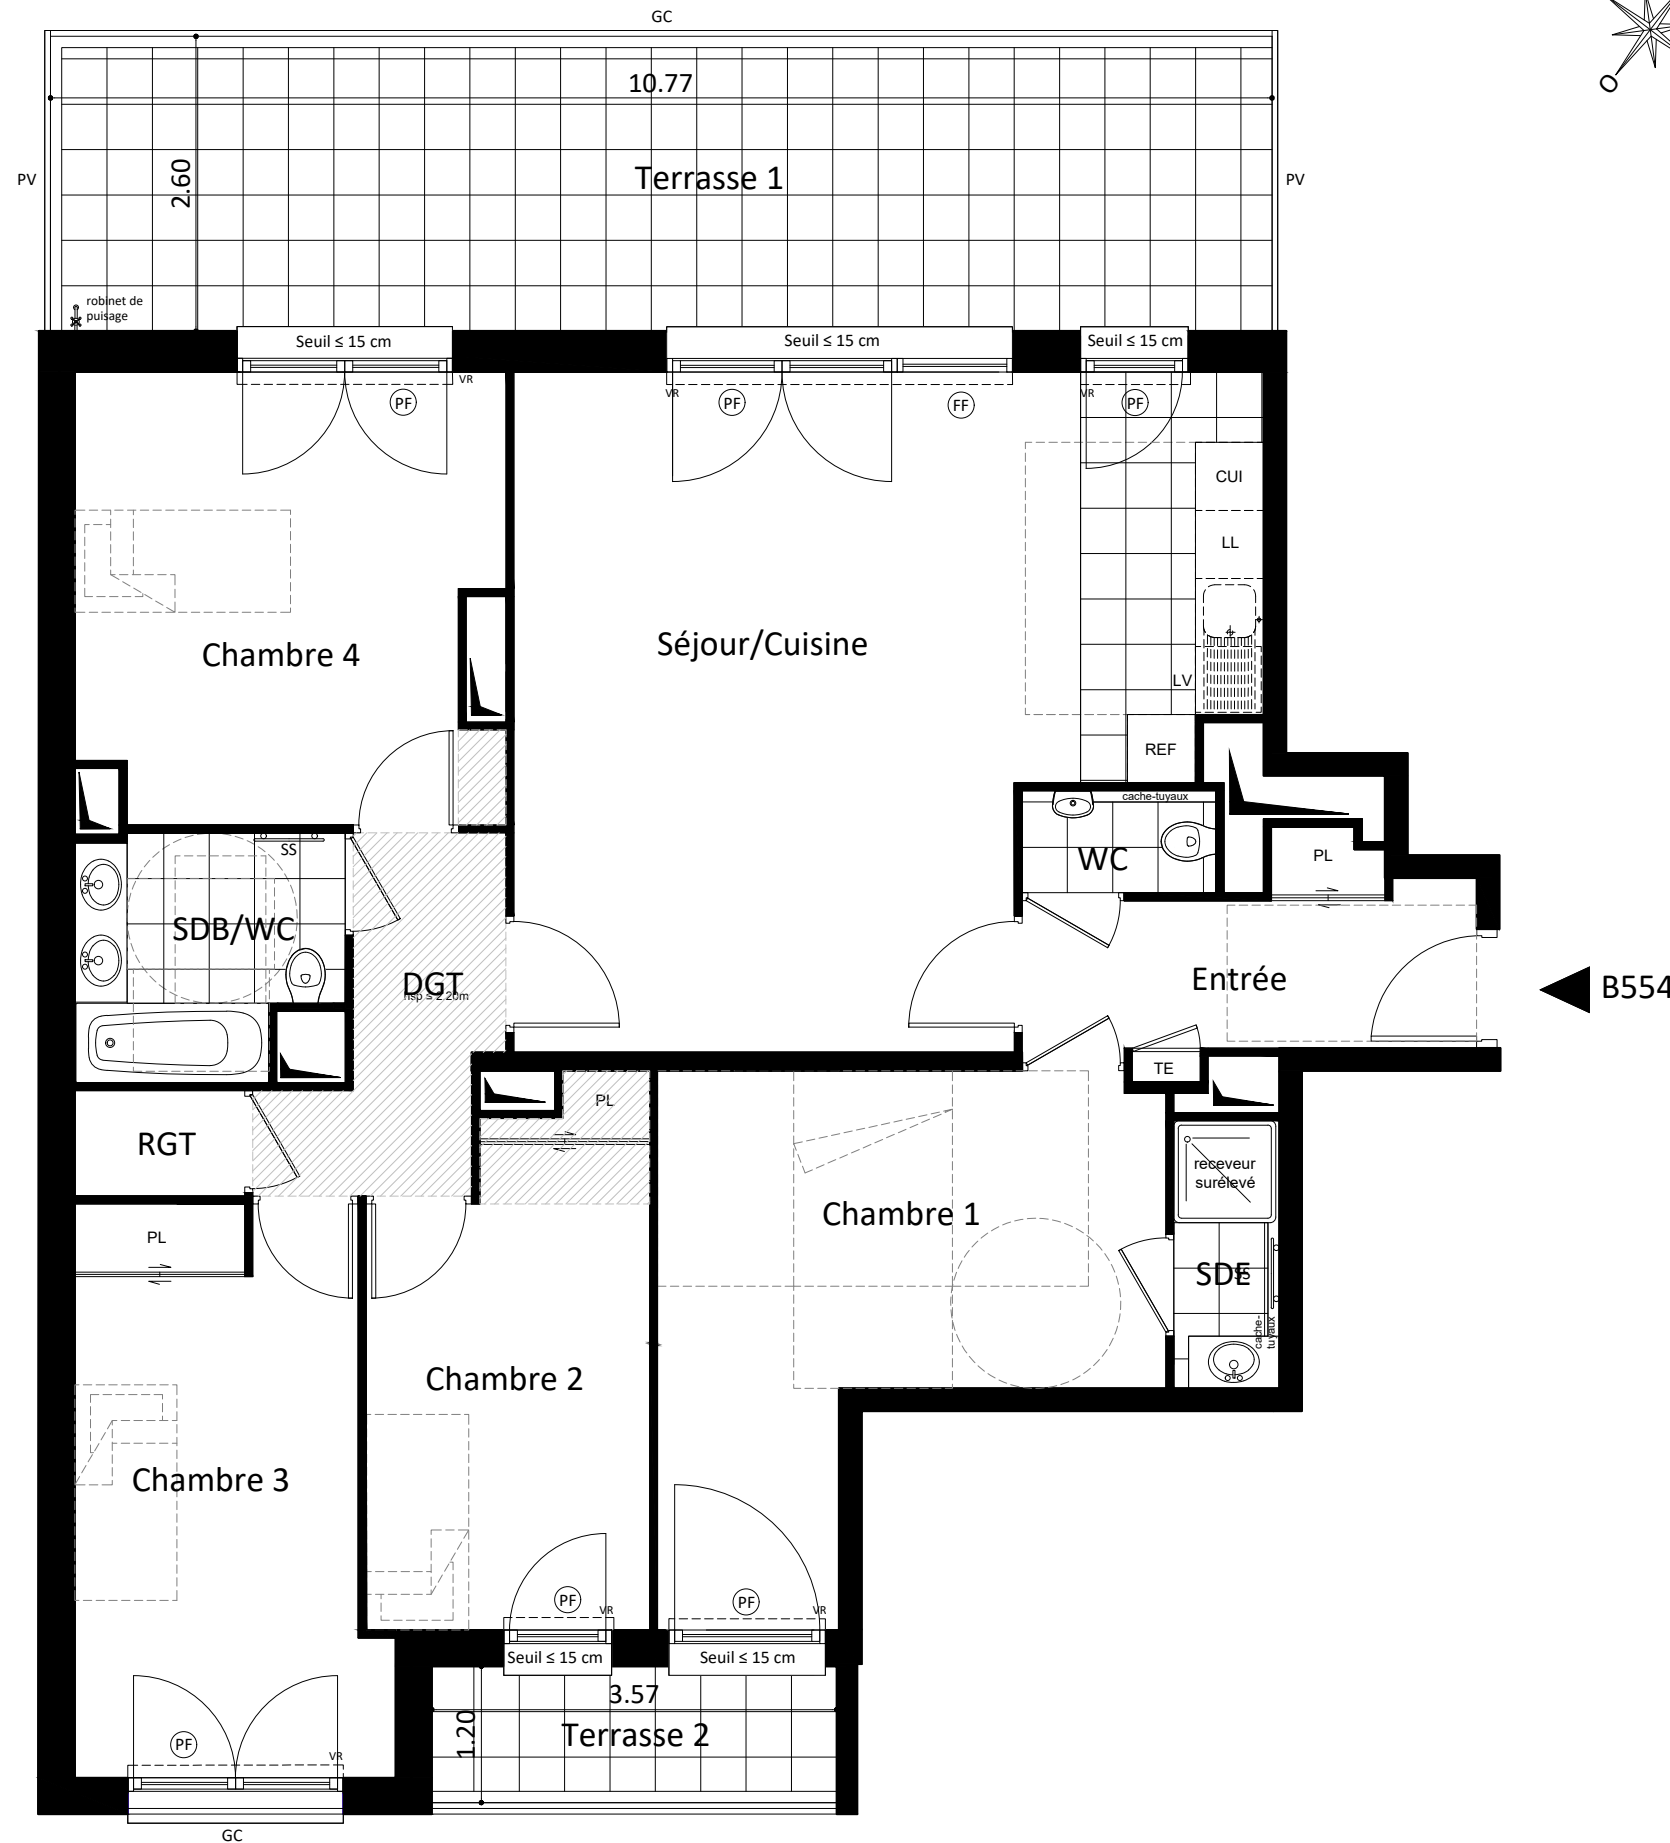 GC
O
10.77
2.60
Terrasse 1
PV
PV
robinet de
puisage
Seuil ≤ 15 cm
Seuil ≤ 15 cm
Seuil ≤ 15 cm
VR
VR
VR
PF
PF
FF
PF
CUI
LL
Chambre 4
Séjour/Cuisine
LV
REF
cache-tuyaux
WC
PL
SS
SDB/WC
DGT
hsp ≤ 2.20m
Entrée
B554
TE
PL
RGT
receveur
surélevé
PL
Chambre 1
SDE
SS
cache-
tuyaux
Chambre 2
Chambre 3
PF
VR
PF
VR
Seuil ≤ 15 cm
Seuil ≤ 15 cm
3.57
1.20
Terrasse 2
PF
VR
GC